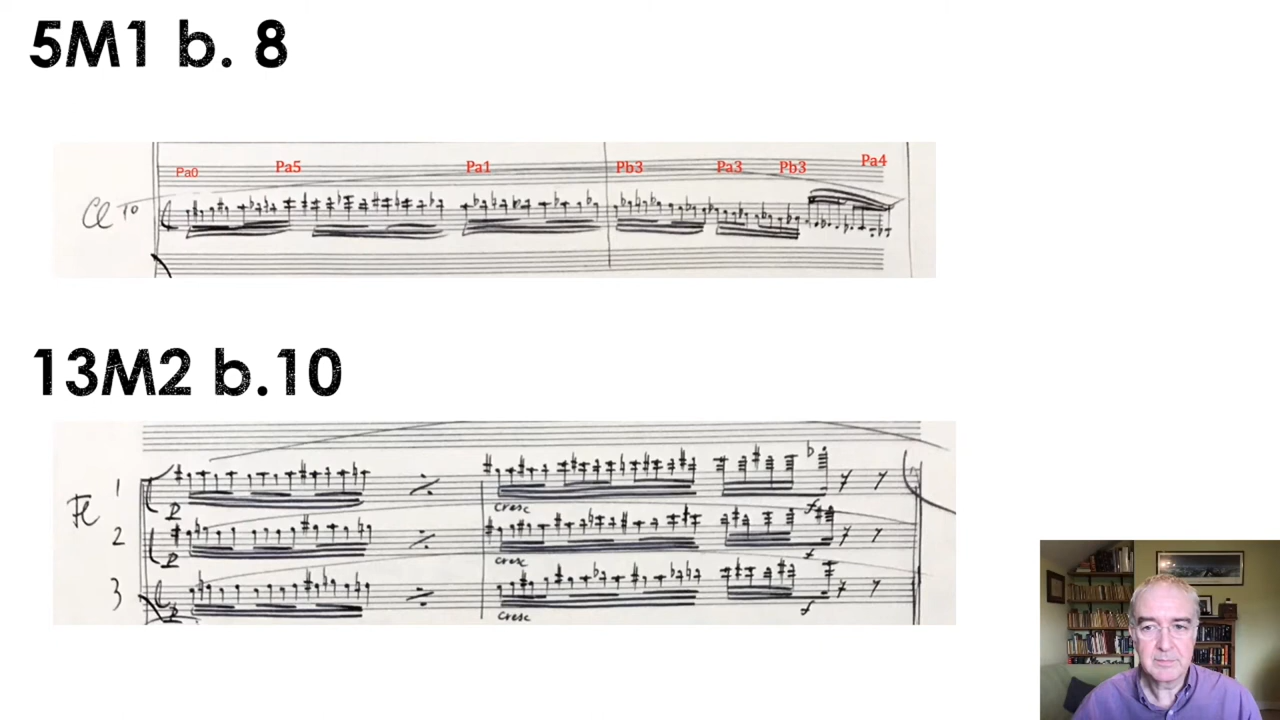 5M1 b. 8
Pa0 Pa5 Pa1 Pb3 Pa3 Pb3 Pa4
Cl
13M2 b.10
1
Fl
cresc
f
2
cresc
f
3
cresc
f